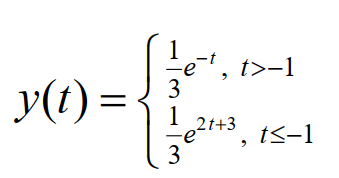 y(t) = { 1/3 e^{-t}, t>-1
1/3 e^{2t+3}, t≤-1